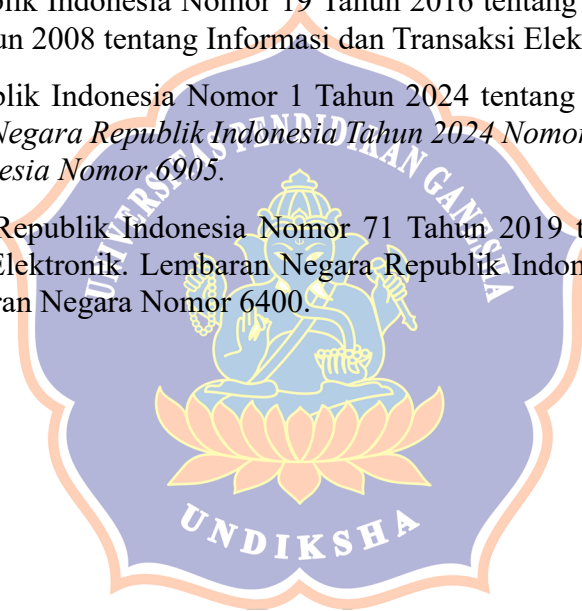 blik Indonesia Nomor 19 Tahun 2016 tentang
un 2008 tentang Informasi dan Transaksi Elek
blik Indonesia Nomor 1 Tahun 2024 tentang
Negara Republik Indonesia Tahun 2024 Nomor
esia Nomor 6905.
Republik Indonesia Nomor 71 Tahun 2019 t
Elektronik. Lembaran Negara Republik Indon
ran Negara Nomor 6400.
UNIVERSITAS PENDIDIKAN GANESHA
UNDIKSHA